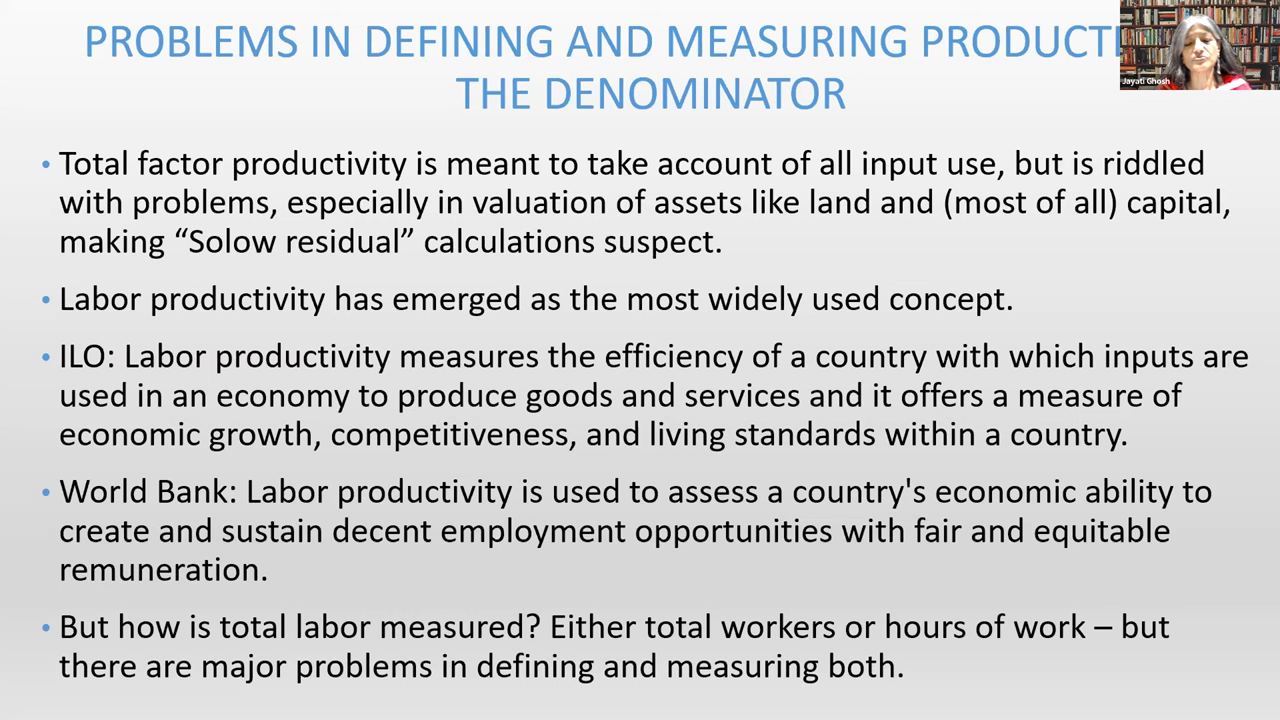 PROBLEMS IN DEFINING AND MEASURING
THE DENOMINATOR
Jayati Ghosh
• Total factor productivity is meant to take account of all input use, but is riddled
with problems, especially in valuation of assets like land and (most of all) capital,
making “Solow residual” calculations suspect.
• Labor productivity has emerged as the most widely used concept.
• ILO: Labor productivity measures the efficiency of a country with which inputs are
used in an economy to produce goods and services and it offers a measure of
economic growth, competitiveness, and living standards within a country.
• World Bank: Labor productivity is used to assess a country's economic ability to
create and sustain decent employment opportunities with fair and equitable
remuneration.
• But how is total labor measured? Either total workers or hours of work – but
there are major problems in defining and measuring both.